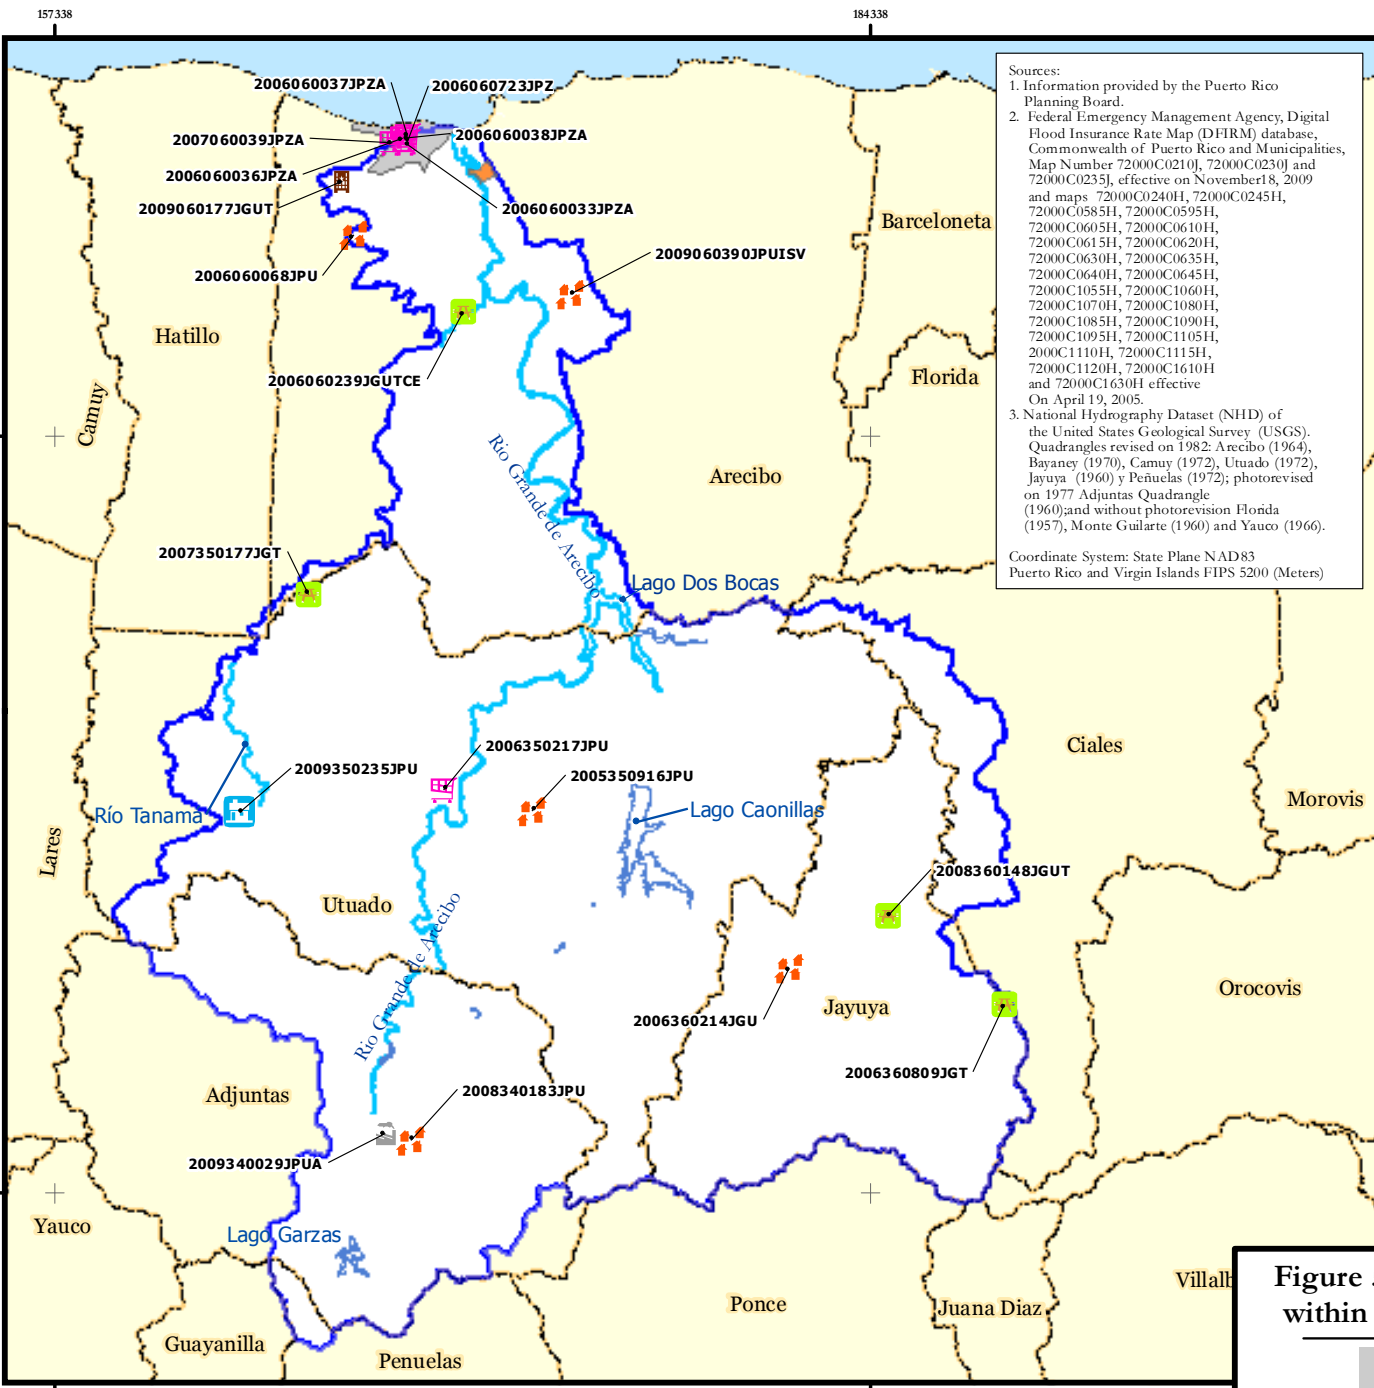 157338
184338
Sources:
1. Information provided by the Puerto Rico
Planning Board.
2. Federal Emergency Management Agency, Digital
Flood Insurance Rate Map (DFIRM) database,
Commonwealth of Puerto Rico and Municipalities,
Map Number 72000C0210J, 72000C0230J and
72000C0235J, effective on November18, 2009
and maps 72000C0240H, 72000C0245H,
72000C0585H, 72000C0595H,
72000C0605H, 72000C0610H,
72000C0615H, 72000C0620H,
72000C0630H, 72000C0635H,
72000C0640H, 72000C0645H,
72000C1055H, 72000C1060H,
72000C1070H, 72000C1080H,
72000C1085H, 72000C1090H,
72000C1095H, 72000C1105H,
2000C1110H, 72000C1115H,
72000C1120H, 72000C1610H
and 72000C1630H effective
On April 19, 2005.
3. National Hydrography Dataset (NHD) of
the United States Geological Survey (USGS).
Quadrangles revised on 1982: Arecibo (1964),
Bayaney (1970), Camuy (1972), Utuado (1972),
Jayuya (1960) y Peñuelas (1972); photorevised
on 1977 Adjuntas Quadrangle
(1960);and without photorevision Florida
(1957), Monte Guilarte (1960) and Yauco (1966).
Coordinate System: State Plane NAD83
Puerto Rico and Virgin Islands FIPS 5200 (Meters)
2006060037JPZA
2006060723JPZ
2007060039JPZA
2006060038JPZA
2006060036JPZA
2009060177JGUT
2006060033JPZA
Barceloneta
2009060390JPUISV
2006060068JPU
Hatillo
2006060239JGUTCE
Florida
Camuy
Rio Grande de Arecibo
Arecibo
2007350177JGT
Lago Dos Bocas
2006350217JPU
Ciales
2009350235JPU
2005350916JPU
Río Tanama
Lago Caonillas
Morovis
Lares
2008360148JGUT
Utuado
Rio Grande de Arecibo
Orocovis
Jayuya
2006360214JGU
2006360809JGT
Adjuntas
2008340183JPU
2009340029JPUA
Yauco
Lago Garzas
Villalb
Ponce
Juana Diaz
Guayanilla
Penuelas
Figure
within